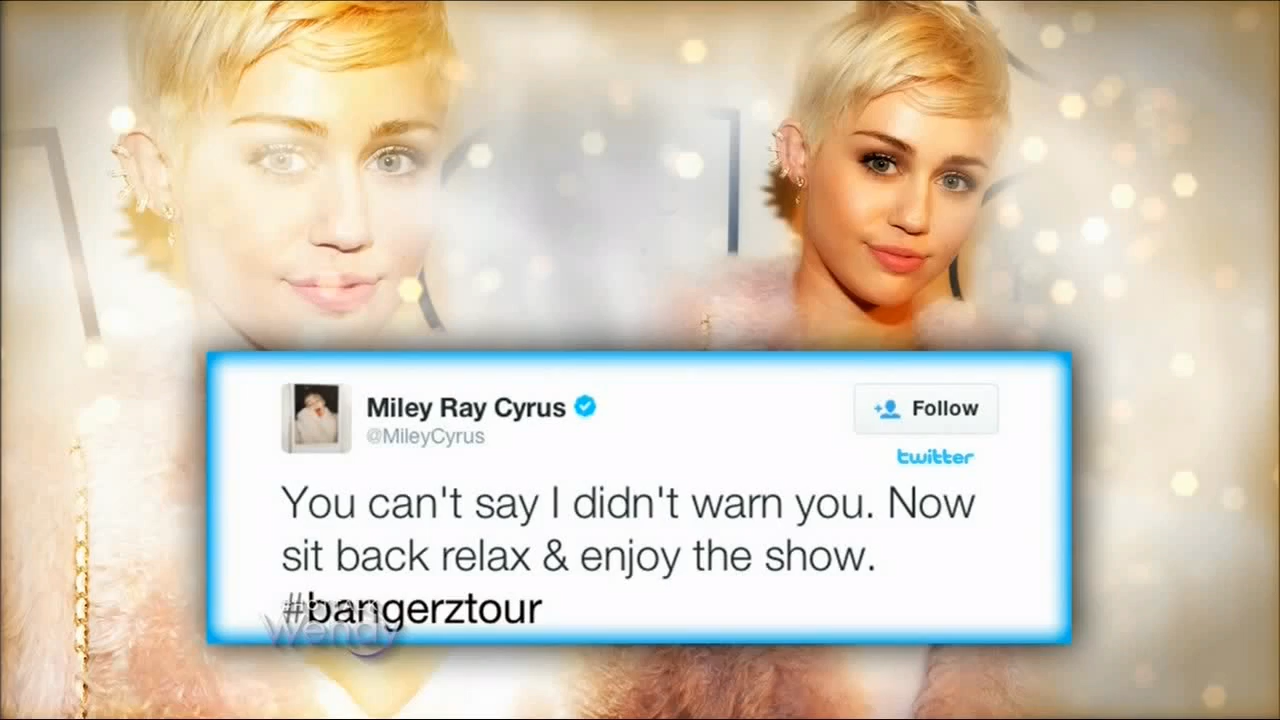 Miley Ray Cyrus
@MileyCyrus
Follow
twitter
You can't say I didn't warn you. Now
sit back relax & enjoy the show.
#bangerztour
#HOTTALK
Wendy